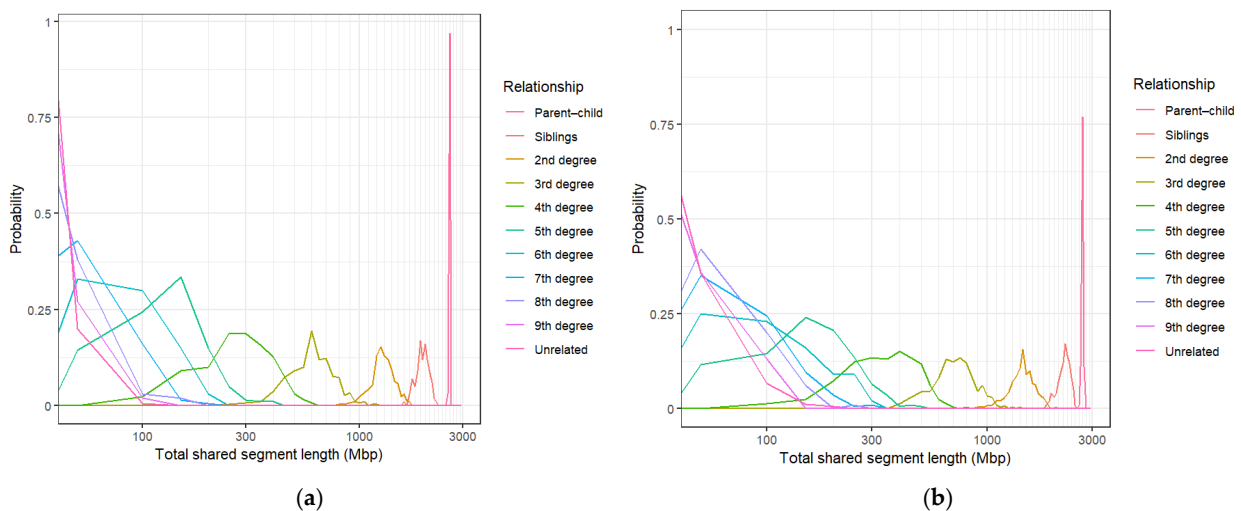 1
0.75
0.5
0.25
0
Probability
100
300
1000
3000
Total shared segment length (Mbp)
Relationship
Parent–child
Siblings
2nd degree
3rd degree
4th degree
5th degree
6th degree
7th degree
8th degree
9th degree
Unrelated
(a)
1
0.75
0.5
0.25
0
Probability
100
300
1000
3000
Total shared segment length (Mbp)
Relationship
Parent–child
Siblings
2nd degree
3rd degree
4th degree
5th degree
6th degree
7th degree
8th degree
9th degree
Unrelated
(b)